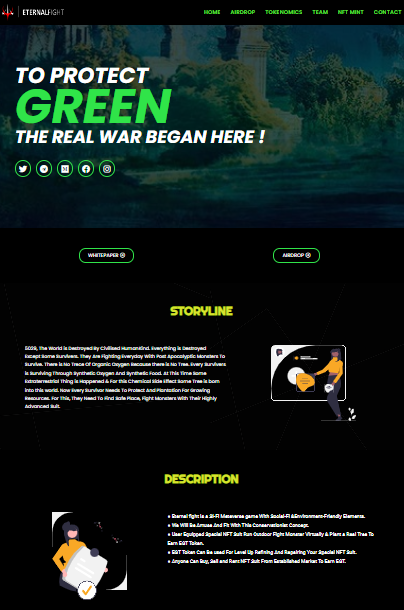 ETERNALFIGHT
HOME AIRDROP TOKENOMICS TEAM NFT MINT CONTACT
TO PROTECT
GREEN
THE REAL WAR BEGAN HERE !
WHITEPAPER
AIRDROP
STORYLINE
5028, The World is Destroyed By Civilised HumanKind. Everything is Destroyed
Except Some Survivers. They Are Fighting Everyday With Post Apocalyptic Monsters To
Survive. There is No Trece Of Organic Oxygen Because there is No Tree. Every Survivers
is Surviving Through Synthetic Oxygen And Synthetic Food. At This Time Some
Extraterrestrial Thing is Happened & For this Chemical Side Effect Some Tree is born
into this world. Now Every Survivor Needs To Protect And Plantation For Growing
Resources. For This, They Need To Find Safe Place, Fight Monsters With Their Highly
Advanced Suit.
DESCRIPTION
● Eternal fight is a Si-Fi Metaverse game With Social-Fi &Environment-Friendly Elements.
● We Will Be Amuse And Fit With This Conservationist Concept.
● User Equipped Special NFT Suit Run Outdoor Fight Monster Virtually & Plant a Real Tree To
Earn EGT Token.
● EGT Token Can Be used For Level Up Refining And Repairing Your Special NFT Suit.
● Anyone Can Buy, Sell and Rent NFT Suit From Established Market To Earn EGT.